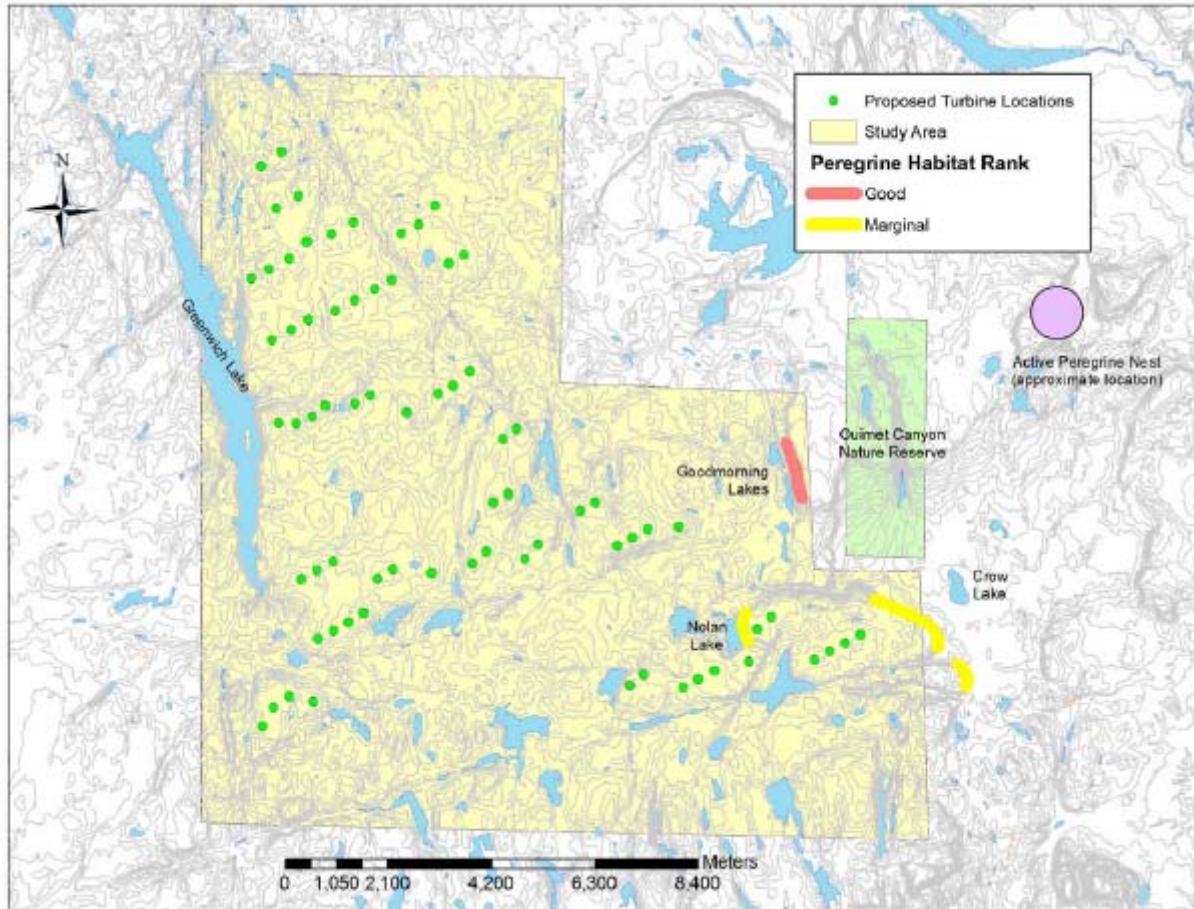 N
Proposed Turbine Locations
Study Area
Peregrine Habitat Rank
Good
Marginal
Greenwich Lake
Active Peregrine Nest
(approximate location)
Ouimet Canyon
Nature Reserve
Goodmorning
Lakes
Crow
Lake
Nolan
Lake
Meters
0 1,050 2,100 4,200 6,300 8,400